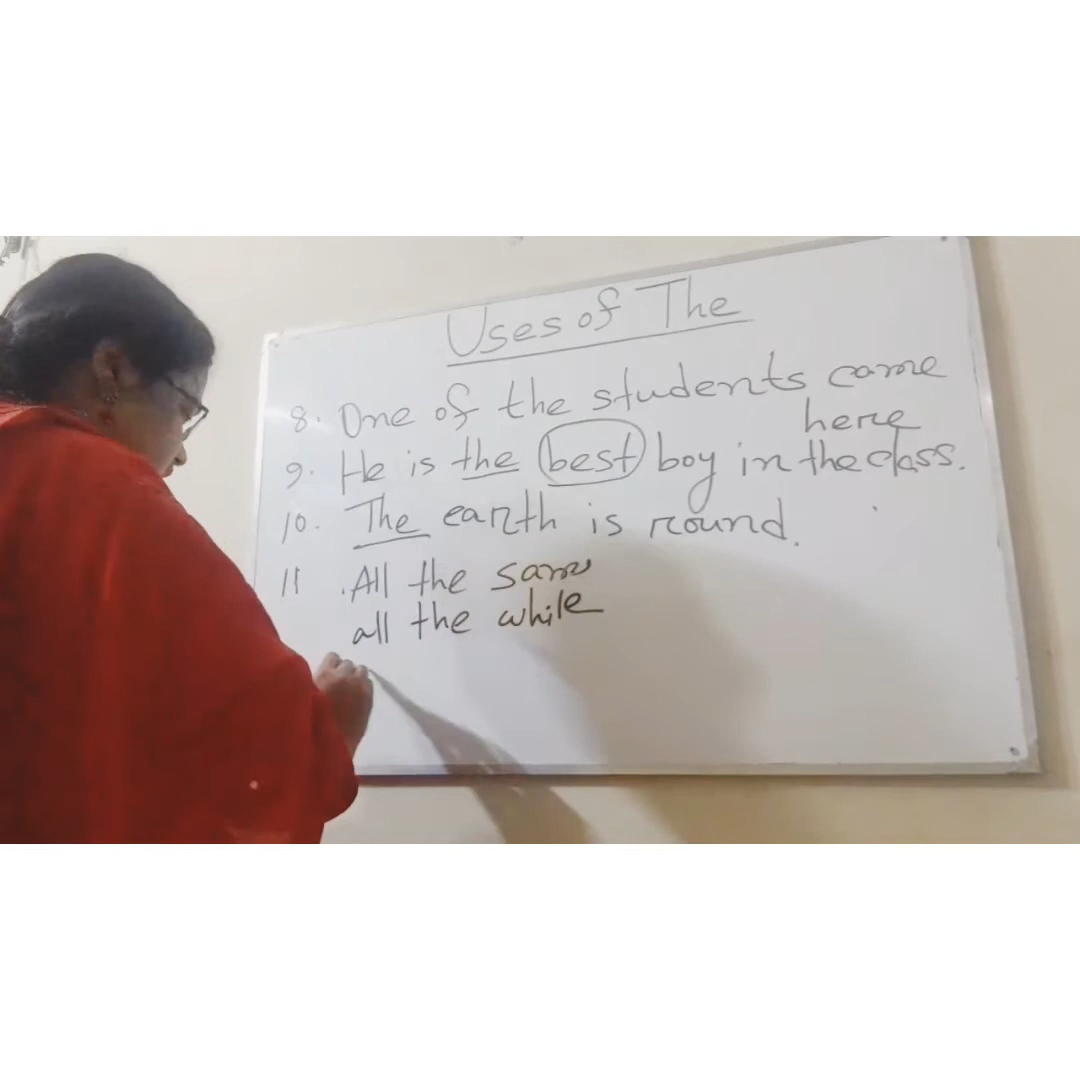 Uses of The
8. One of the students came
here
9. He is the best boy in the class.
10. The earth is round.
11 . All the same
all the while